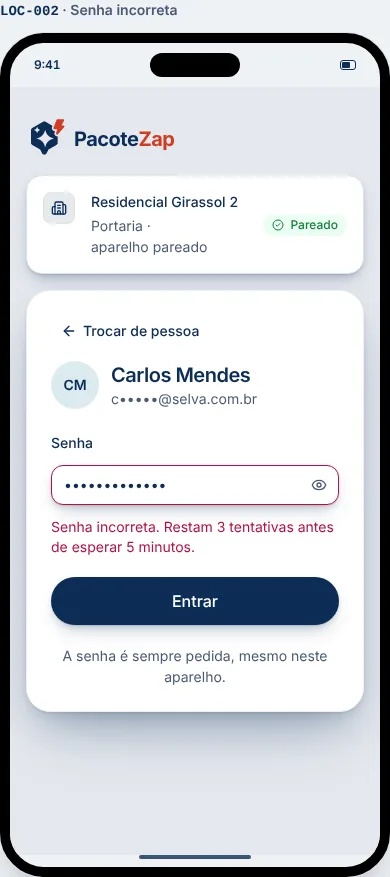 LOC-002 · Senha incorreta
9:41
PacoteZap
Residencial Girassol 2
Portaria ·
aparelho pareado
Pareado
Trocar de pessoa
CM
Carlos Mendes
c•••••@selva.com.br
Senha
•••••••••••••
Senha incorreta. Restam 3 tentativas antes
de esperar 5 minutos.
Entrar
A senha é sempre pedida, mesmo neste
aparelho.